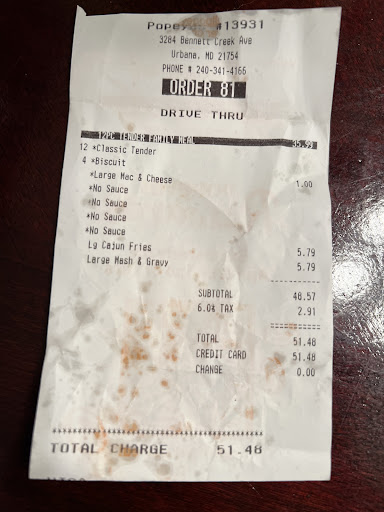 Popeyes #13931
3284 Bennett Creek Ave
Urbana, MD 21754
PHONE # 240-341-4166
ORDER 81
DRIVE THRU
12PC TENDER FAMILY MEAL 35.99
12 *Classic Tender
4 *Biscuit
*Large Mac & Cheese 1.00
*No Sauce
*No Sauce
*No Sauce
*No Sauce
Lg Cajun Fries 5.79
Large Mash & Gravy 5.79
SUBTOTAL 48.57
6.0% TAX 2.91
TOTAL 51.48
CREDIT CARD 51.48
CHANGE 0.00
TOTAL CHARGE 51.48